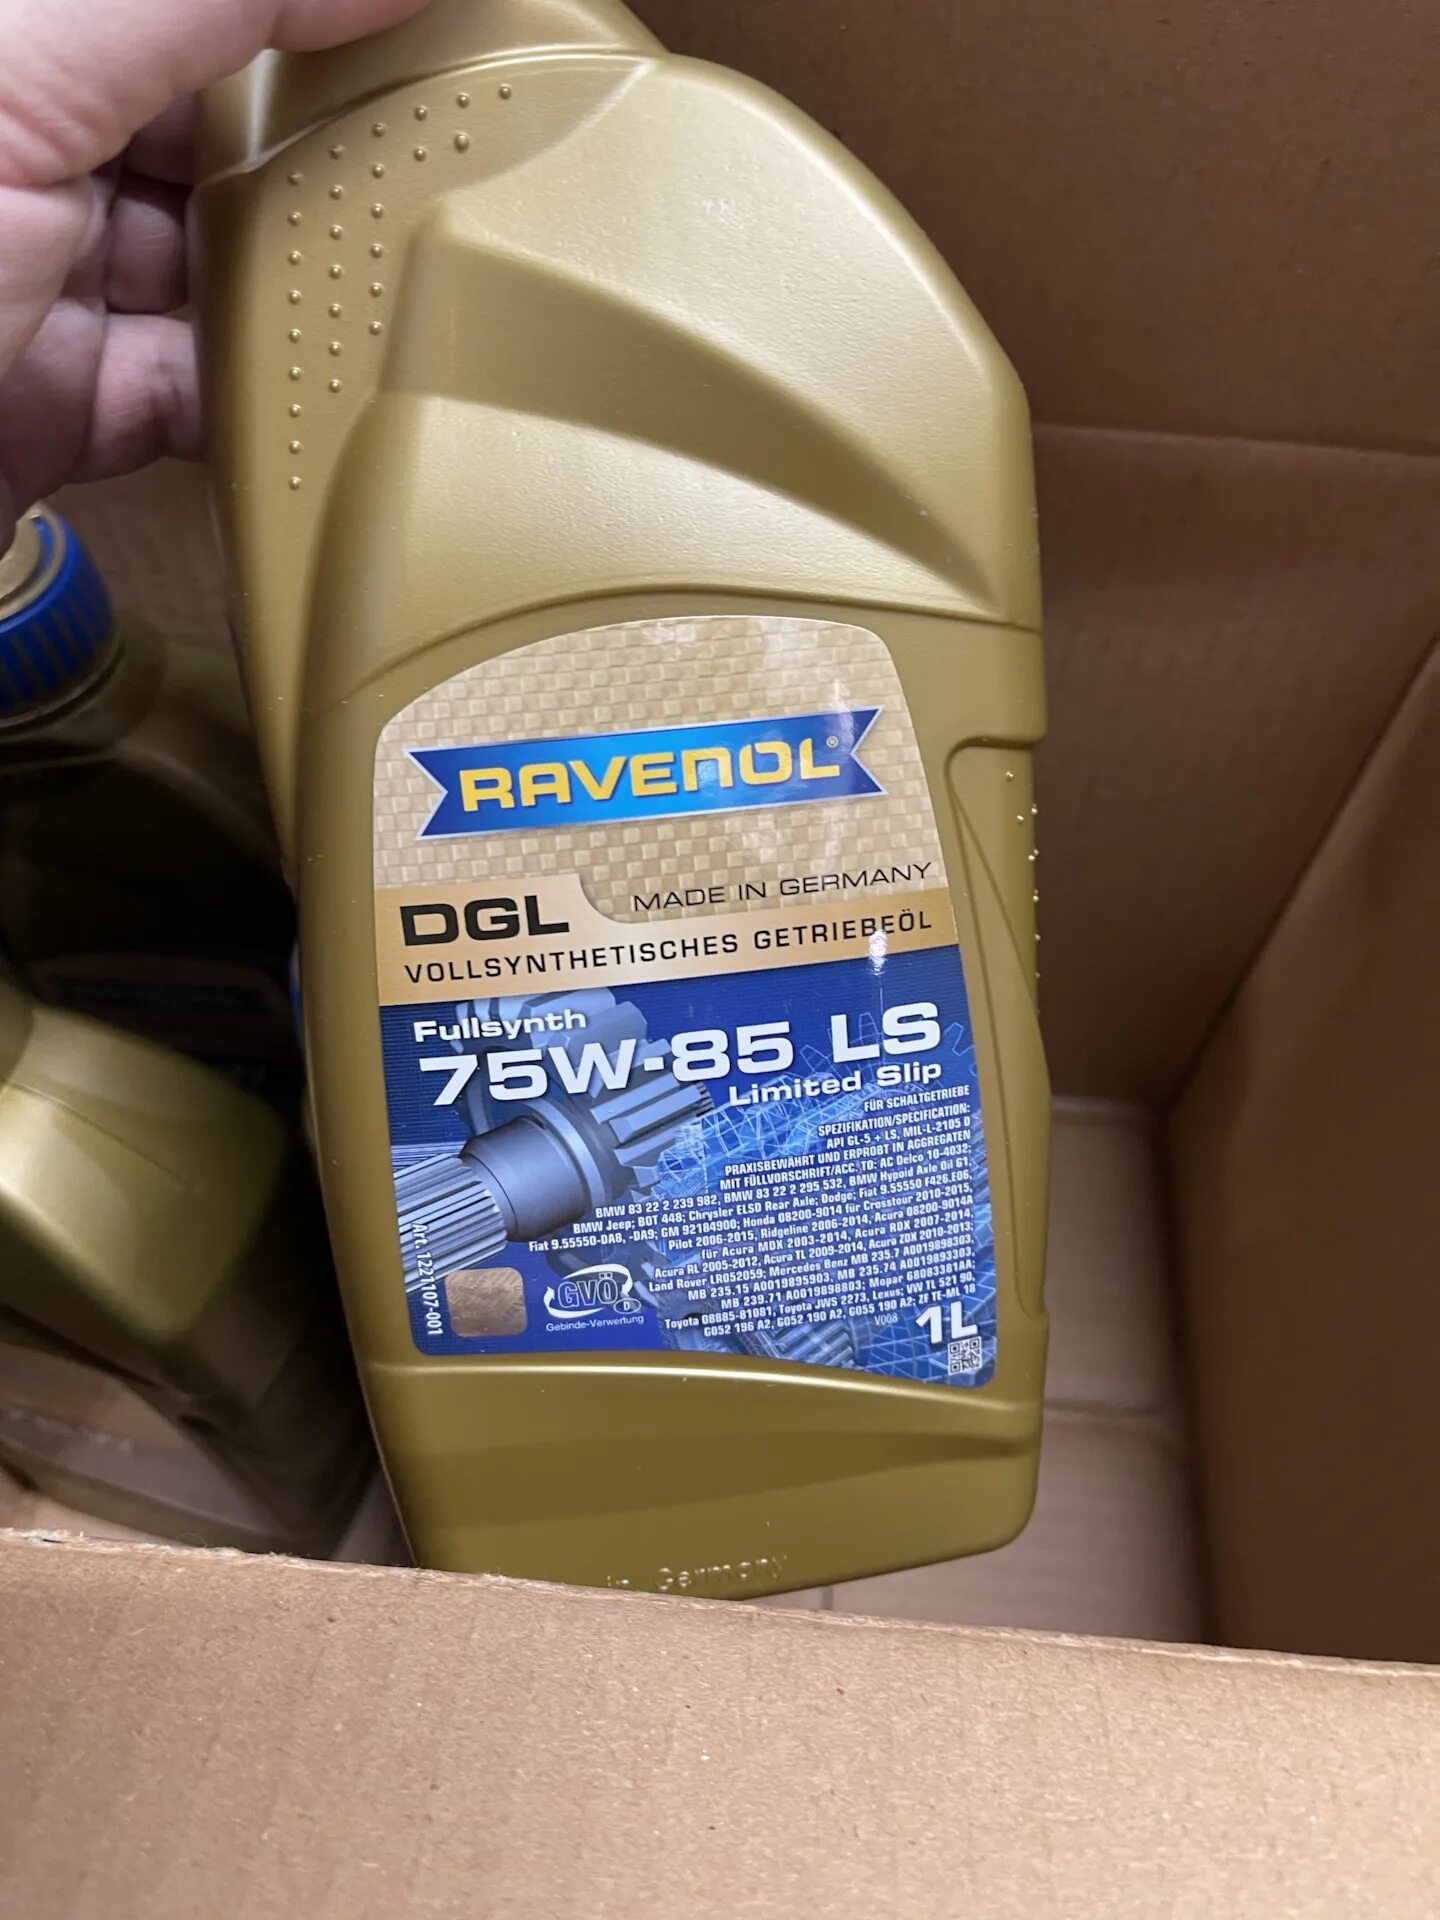 RAVENOL®
DGL
MADE IN GERMANY
VOLLSYNTHETISCHES GETRIEBEÖL
Fullsynth
75W-85 LS
Limited Slip
FÜR SCHALTGETRIEBE
SPEZIFIKATION/SPECIFICATION:
API GL-5 + LS, MIL-L-2105 D
PRAXISBEWÄHRT UND ERPROBT IN AGGREGATEN
MIT FÜLLVORSCHRIFT/ACC. TO: AC Delco 10-4032;
BMW 83 22 2 239 982, BMW 83 22 2 295 532, BMW Hypoid Axle Oil G1,
BMW Jeep; BOT 448; Chrysler ELSD Rear Axle; Dodge; Fiat 9.55550 F426.E06,
Fiat 9.55550-DA8, -DA9; GM 92184900; Honda 08200-9014 für Crosstour 2010-2015,
Pilot 2006-2015, Ridgeline 2006-2014, Acura 08200-9014A
für Acura MDX 2003-2014, Acura RDX 2007-2014,
Acura RL 2005-2012, Acura TL 2009-2014, Acura ZDX 2010-2013;
Land Rover LR052059; Mercedes Benz MB 235.7 A0019898303,
MB 235.15 A0019895903, MB 235.74 A0019893303,
MB 239.71 A0019898803; Mopar 68083381AA;
Toyota 08885-81081, Toyota JWS 2273, Lexus; VW TL 521 90,
G052 196 A2, G052 190 A2, G055 190 A2; ZF TE-ML 18
V008
1L
Art. 1221107-001
GVÖ
D
Gebinde-Verwertung
in Germany